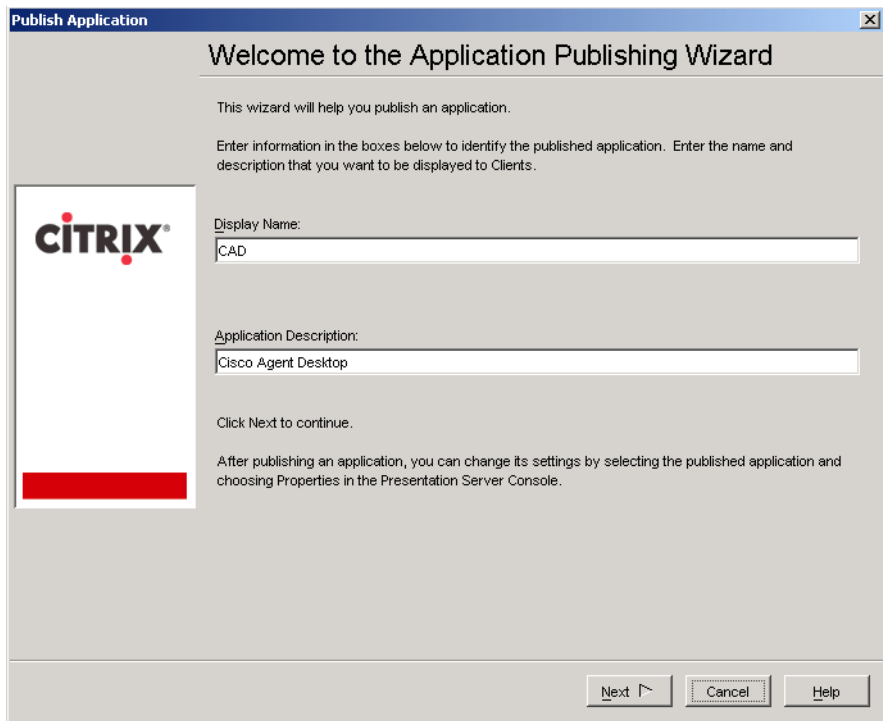 Publish Application
Welcome to the Application Publishing Wizard
This wizard will help you publish an application.
Enter information in the boxes below to identify the published application. Enter the name and
description that you want to be displayed to Clients.
CITRIX®
Display Name:
CAD
Application Description:
Cisco Agent Desktop
Click Next to continue.
After publishing an application, you can change its settings by selecting the published application and
choosing Properties in the Presentation Server Console.
Next
Cancel
Help